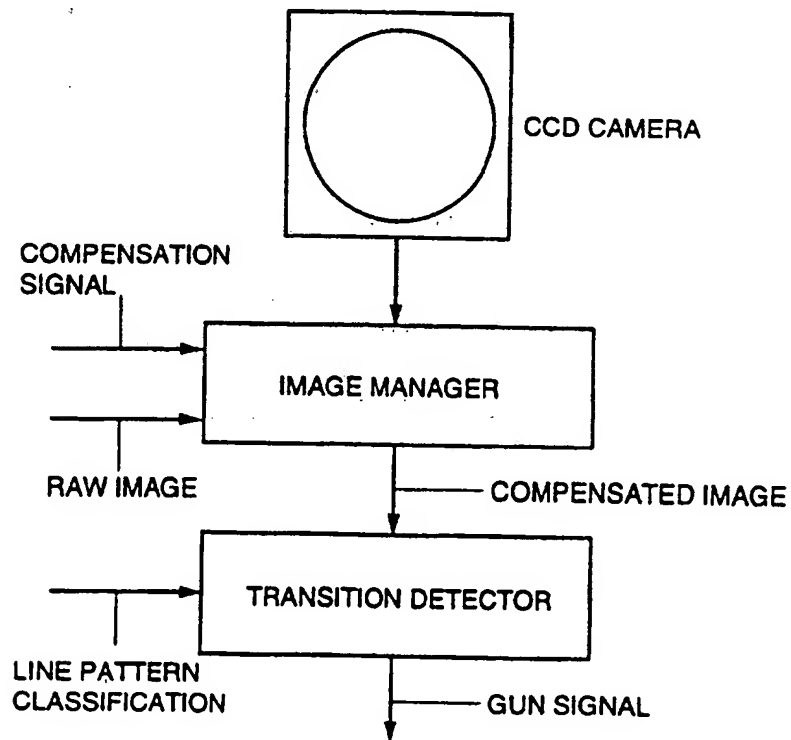 CCD CAMERA
COMPENSATION
SIGNAL
IMAGE MANAGER
RAW IMAGE
COMPENSATED IMAGE
TRANSITION DETECTOR
LINE PATTERN
CLASSIFICATION
GUN SIGNAL